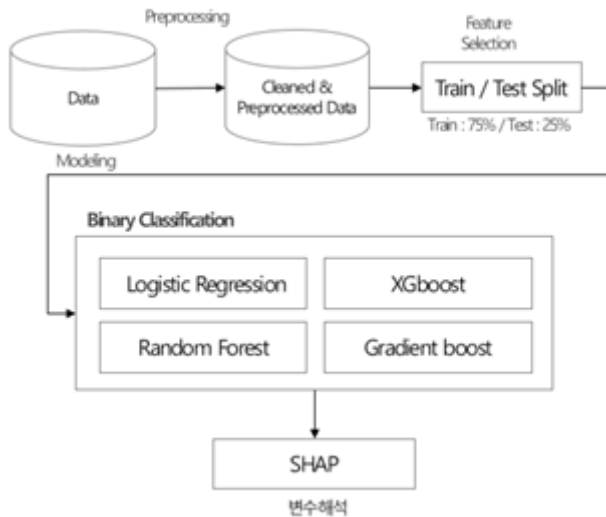 Preprocessing
Feature
Selection
Data
Cleaned &
Preprocessed Data
Train / Test Split
Train : 75% / Test : 25%
Modeling
Binary Classification
Logistic Regression
XGboost
Random Forest
Gradient boost
SHAP
변수해석